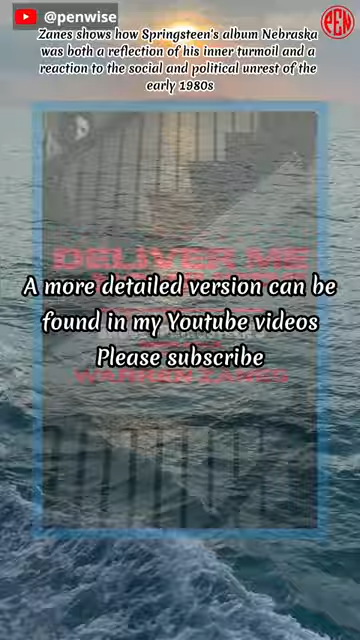 @penwise
PEN
Zanes shows how Springsteen's album Nebraska
was both a reflection of his inner turmoil and a
reaction to the social and political unrest of the
early 1980s
DELIVER ME
A more detailed version can be
found in my Youtube videos
Please subscribe
WARREN ZANES